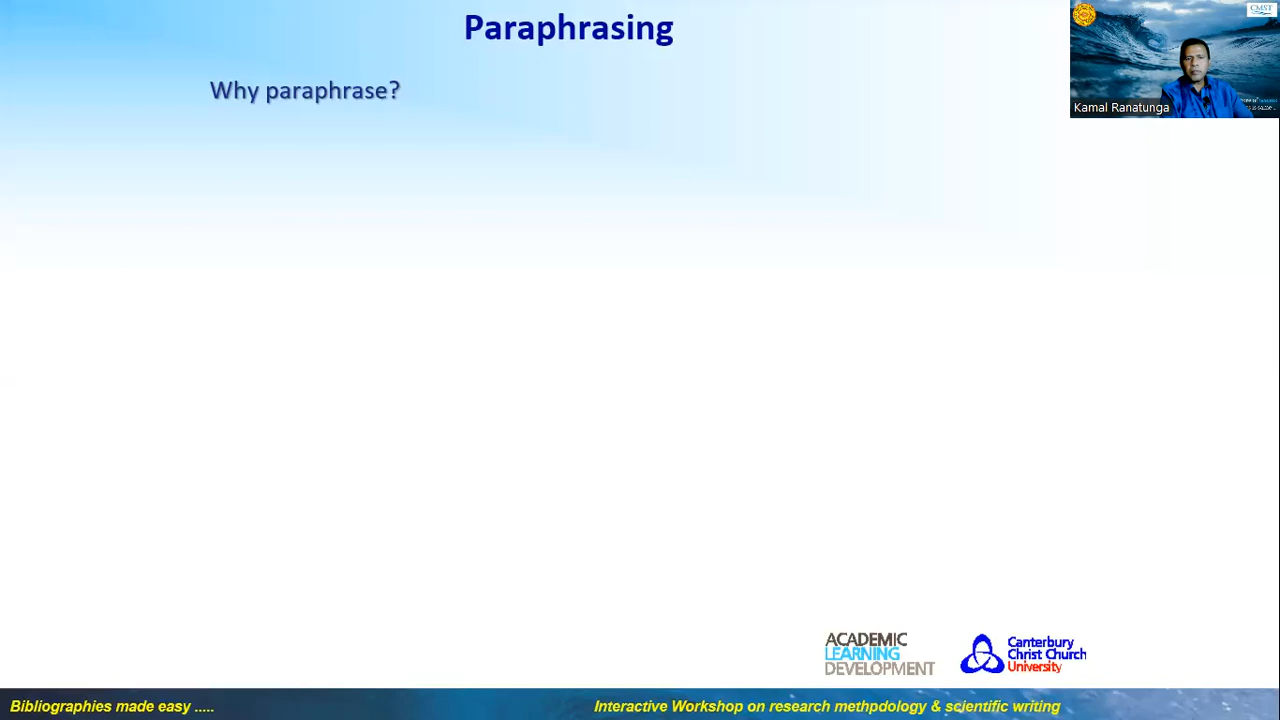 Paraphrasing
Why paraphrase?
CMST
Kamal Ranatunga
ACADEMIC
LEARNING
DEVELOPMENT
Canterbury
Christ Church
University
Bibliographies made easy .....
Interactive Workshop on research methpdology & scientific writing